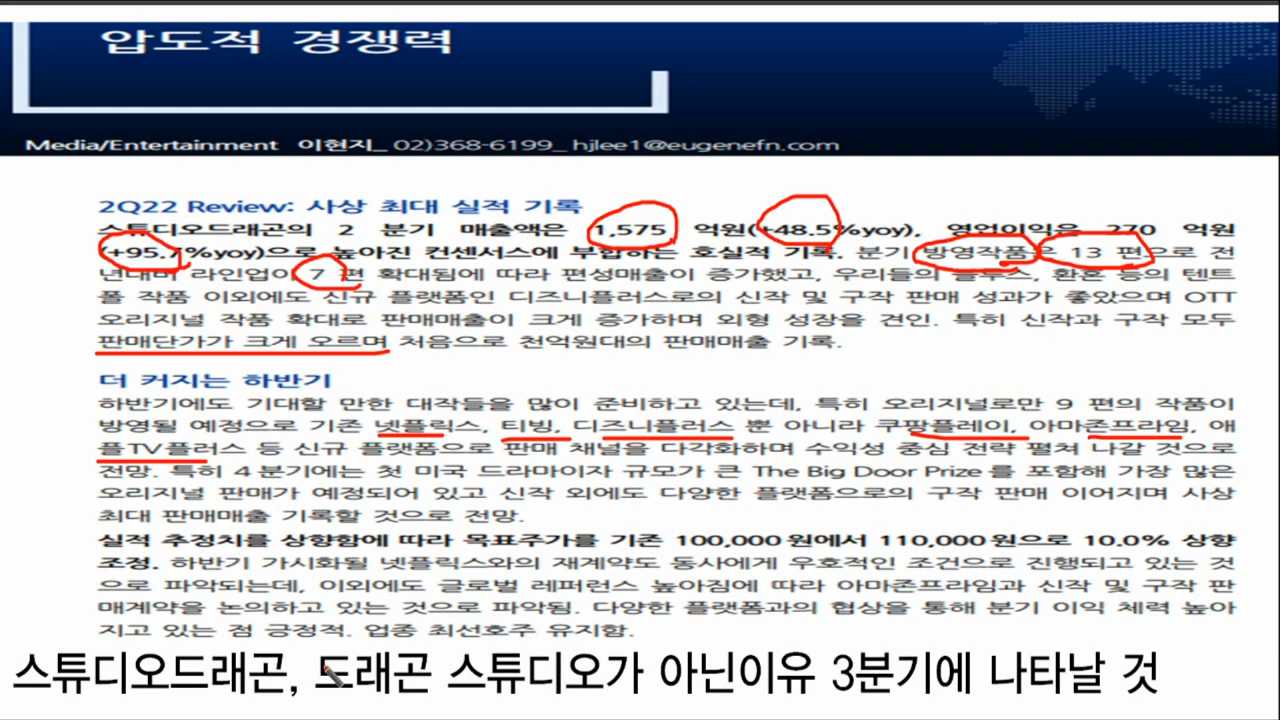 압도적 경쟁력
Media/Entertainment 이현지_ 02)368-6199_ hjlee1@eugenefn.com
2Q22 Review: 사상 최대 실적 기록
스튜디오드래곤의 2 분기 매출액은 1,575 억원(+48.5%yoy), 영업이익은 270 억원
(+95.7%yoy)으로 높아진 컨센서스에 부합하는 호실적 기록. 분기 방영작품은 13 편으로 전
년대비 라인업이 7 편 확대됨에 따라 편성매출이 증가했고, 우리들의 블루스, 환혼 등의 텐트
폴 작품 이외에도 신규 플랫폼인 디즈니플러스로의 신작 및 구작 판매 성과가 좋았으며 OTT
오리지널 작품 확대로 판매매출이 크게 증가하며 외형 성장을 견인. 특히 신작과 구작 모두
판매단가가 크게 오르며 처음으로 천억원대의 판매매출 기록.
더 커지는 하반기
하반기에도 기대할 만한 대작들을 많이 준비하고 있는데, 특히 오리지널로만 9 편의 작품이
방영될 예정으로 기존 넷플릭스, 티빙, 디즈니플러스 뿐 아니라 쿠팡플레이, 아마존프라임, 애
플TV플러스 등 신규 플랫폼으로 판매 채널을 다각화하며 수익성 중심 전략 펼쳐 나갈 것으로
전망. 특히 4분기에는 첫 미국 드라마이자 규모가 큰 The Big Door Prize 를 포함해 가장 많은
오리지널 판매가 예정되어 있고 신작 외에도 다양한 플랫폼으로의 구작 판매 이어지며 사상
최대 판매매출 기록할 것으로 전망.
실적 추정치를 상향함에 따라 목표주가를 기존 100,000원에서 110,000원으로 10.0% 상향
조정. 하반기 가시화될 넷플릭스와의 재계약도 동사에게 우호적인 조건으로 진행되고 있는 것
으로 파악되는데, 이외에도 글로벌 레퍼런스 높아짐에 따라 아마존프라임과 신작 및 구작 판
매계약을 논의하고 있는 것으로 파악됨. 다양한 플랫폼과의 협상을 통해 분기 이익 체력 높아
지고 있는 점 긍정적. 업종 최선호주 유지함.
스튜디오드래곤, 드래곤 스튜디오가 아닌이유 3분기에 나타날 것